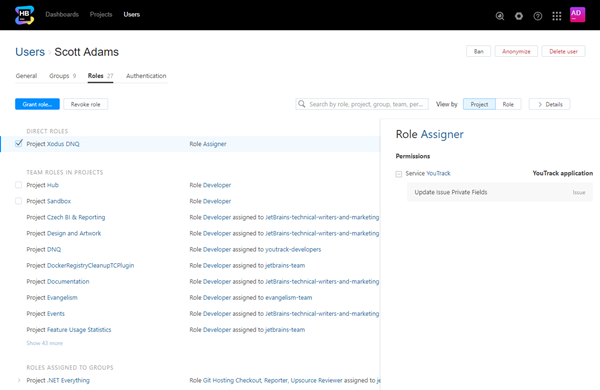 HB
Dashboards Projects Users
AD
Users › Scott Adams
Ban Anonymize Delete user
General Groups 9 Roles 27 Authentication
Grant role... Revoke role
Search by role, project, group, team, per...
View by Project Role
> Details
DIRECT ROLES
Project Xodus DNQ Role Assigner
TEAM ROLES IN PROJECTS
Project Hub Role Developer
Project Sandbox Role Developer
Project Czech BI & Reporting Role Developer assigned to JetBrains-technical-writers-and-marketing
Project Design and Artwork Role Developer assigned to JetBrains-technical-writers-and-marketing
Project DNQ Role Developer assigned to youtrack-developers
Project DockerRegistryCleanupTCPlugin Role Developer assigned to jetbrains-team
Project Documentation Role Developer assigned to JetBrains-technical-writers-and-marketing
Project Evangelism Role Developer assigned to evangelism-team
Project Events Role Developer assigned to JetBrains-technical-writers-and-marketing
Project Feature Usage Statistics Role Developer assigned to jetbrains-team
Show 43 more
ROLES ASSIGNED TO GROUPS
> Project .NET Everything Role Git Hosting Checkout, Reporter, Upsource Reviewer assigned to je
Role Assigner
Permissions
Service YouTrack YouTrack application
Update Issue Private Fields Issue